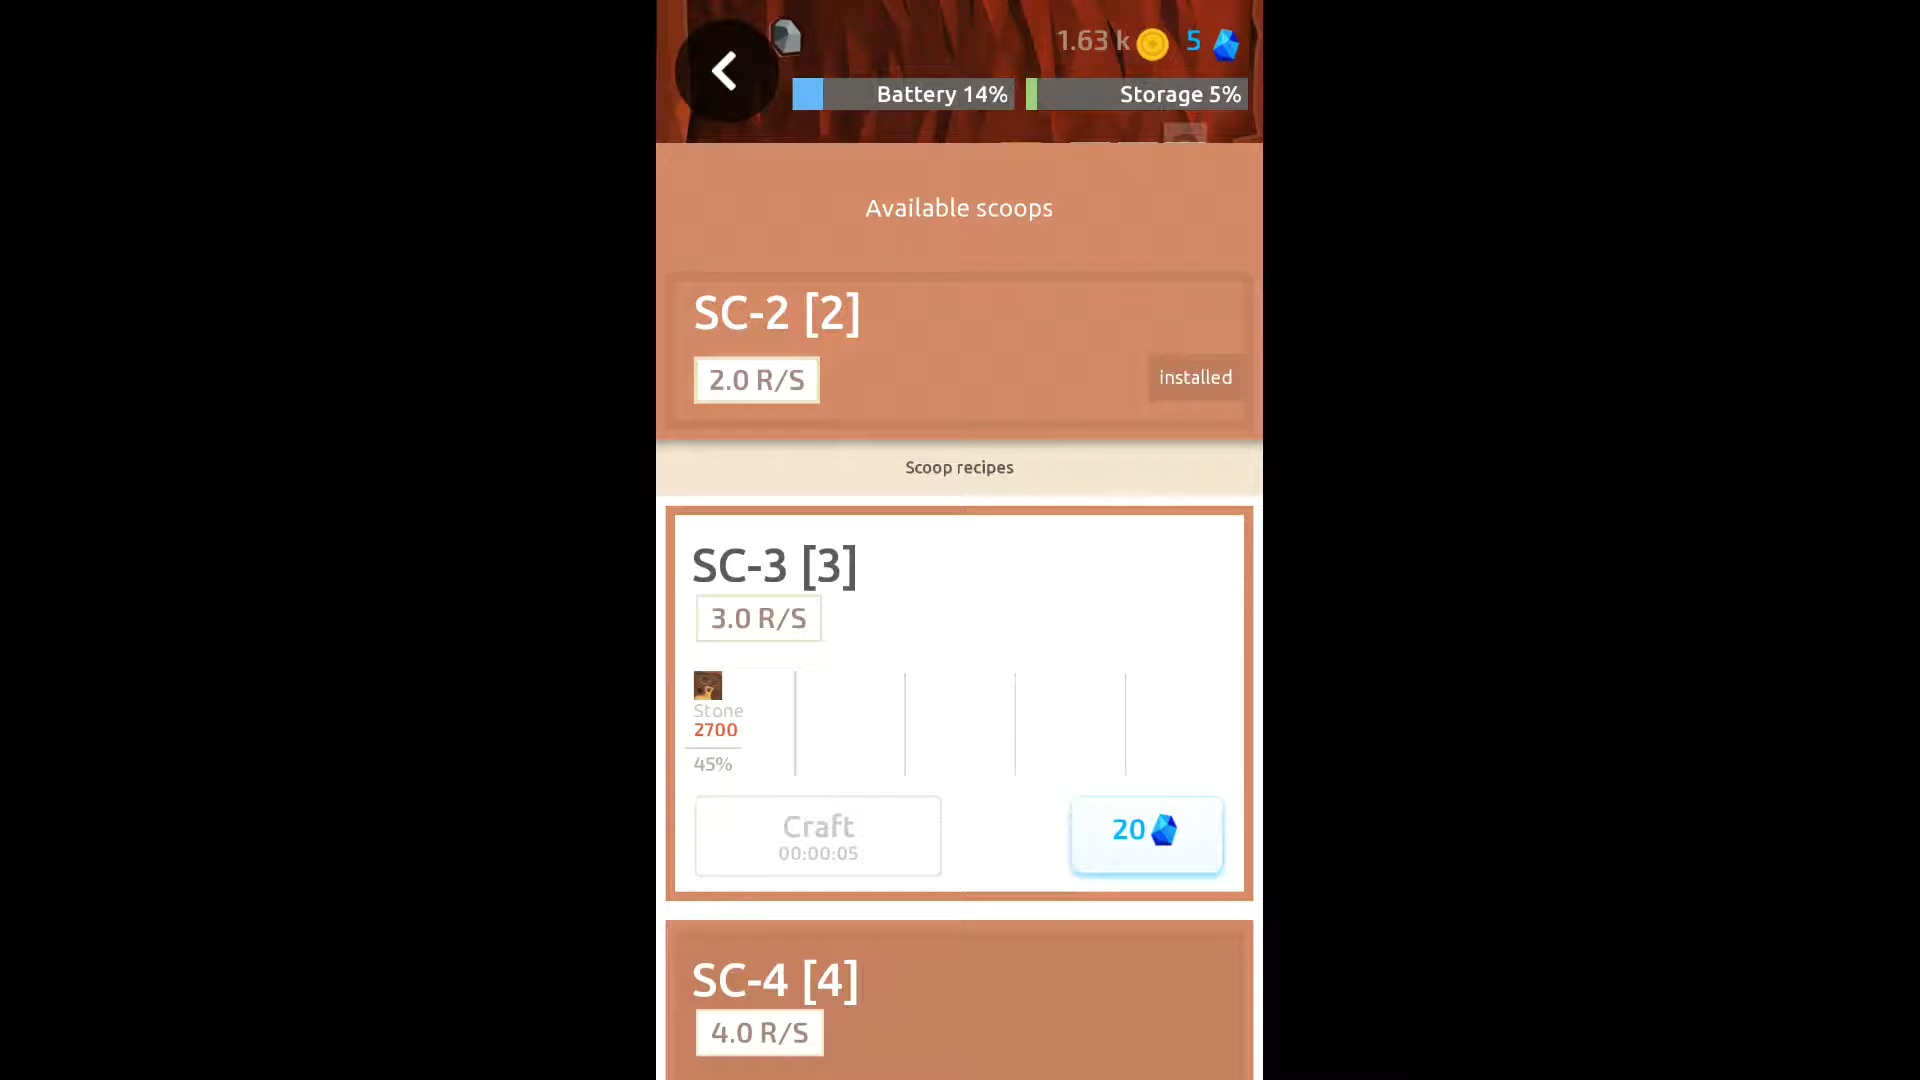 1.63 k 5
Battery 14% Storage 5%
Available scoops
SC-2 [2]
2.0 R/S
installed
Scoop recipes
SC-3 [3]
3.0 R/S
Stone
2700
45%
Craft
00:00:05
20
SC-4 [4]
4.0 R/S